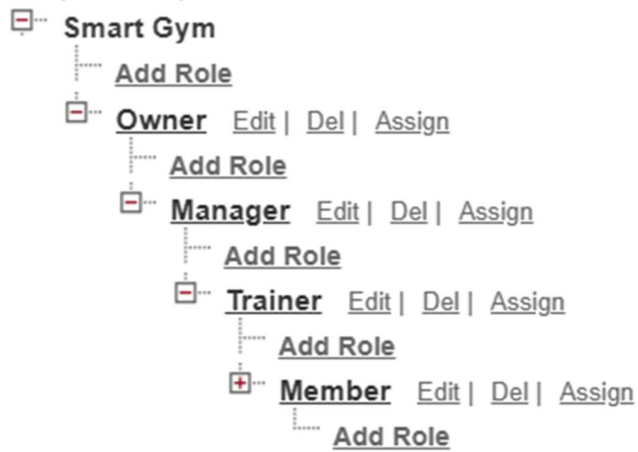 Smart Gym
Add Role
Owner Edit | Del | Assign
Add Role
Manager Edit | Del | Assign
Add Role
Trainer Edit | Del | Assign
Add Role
Member Edit | Del | Assign
Add Role